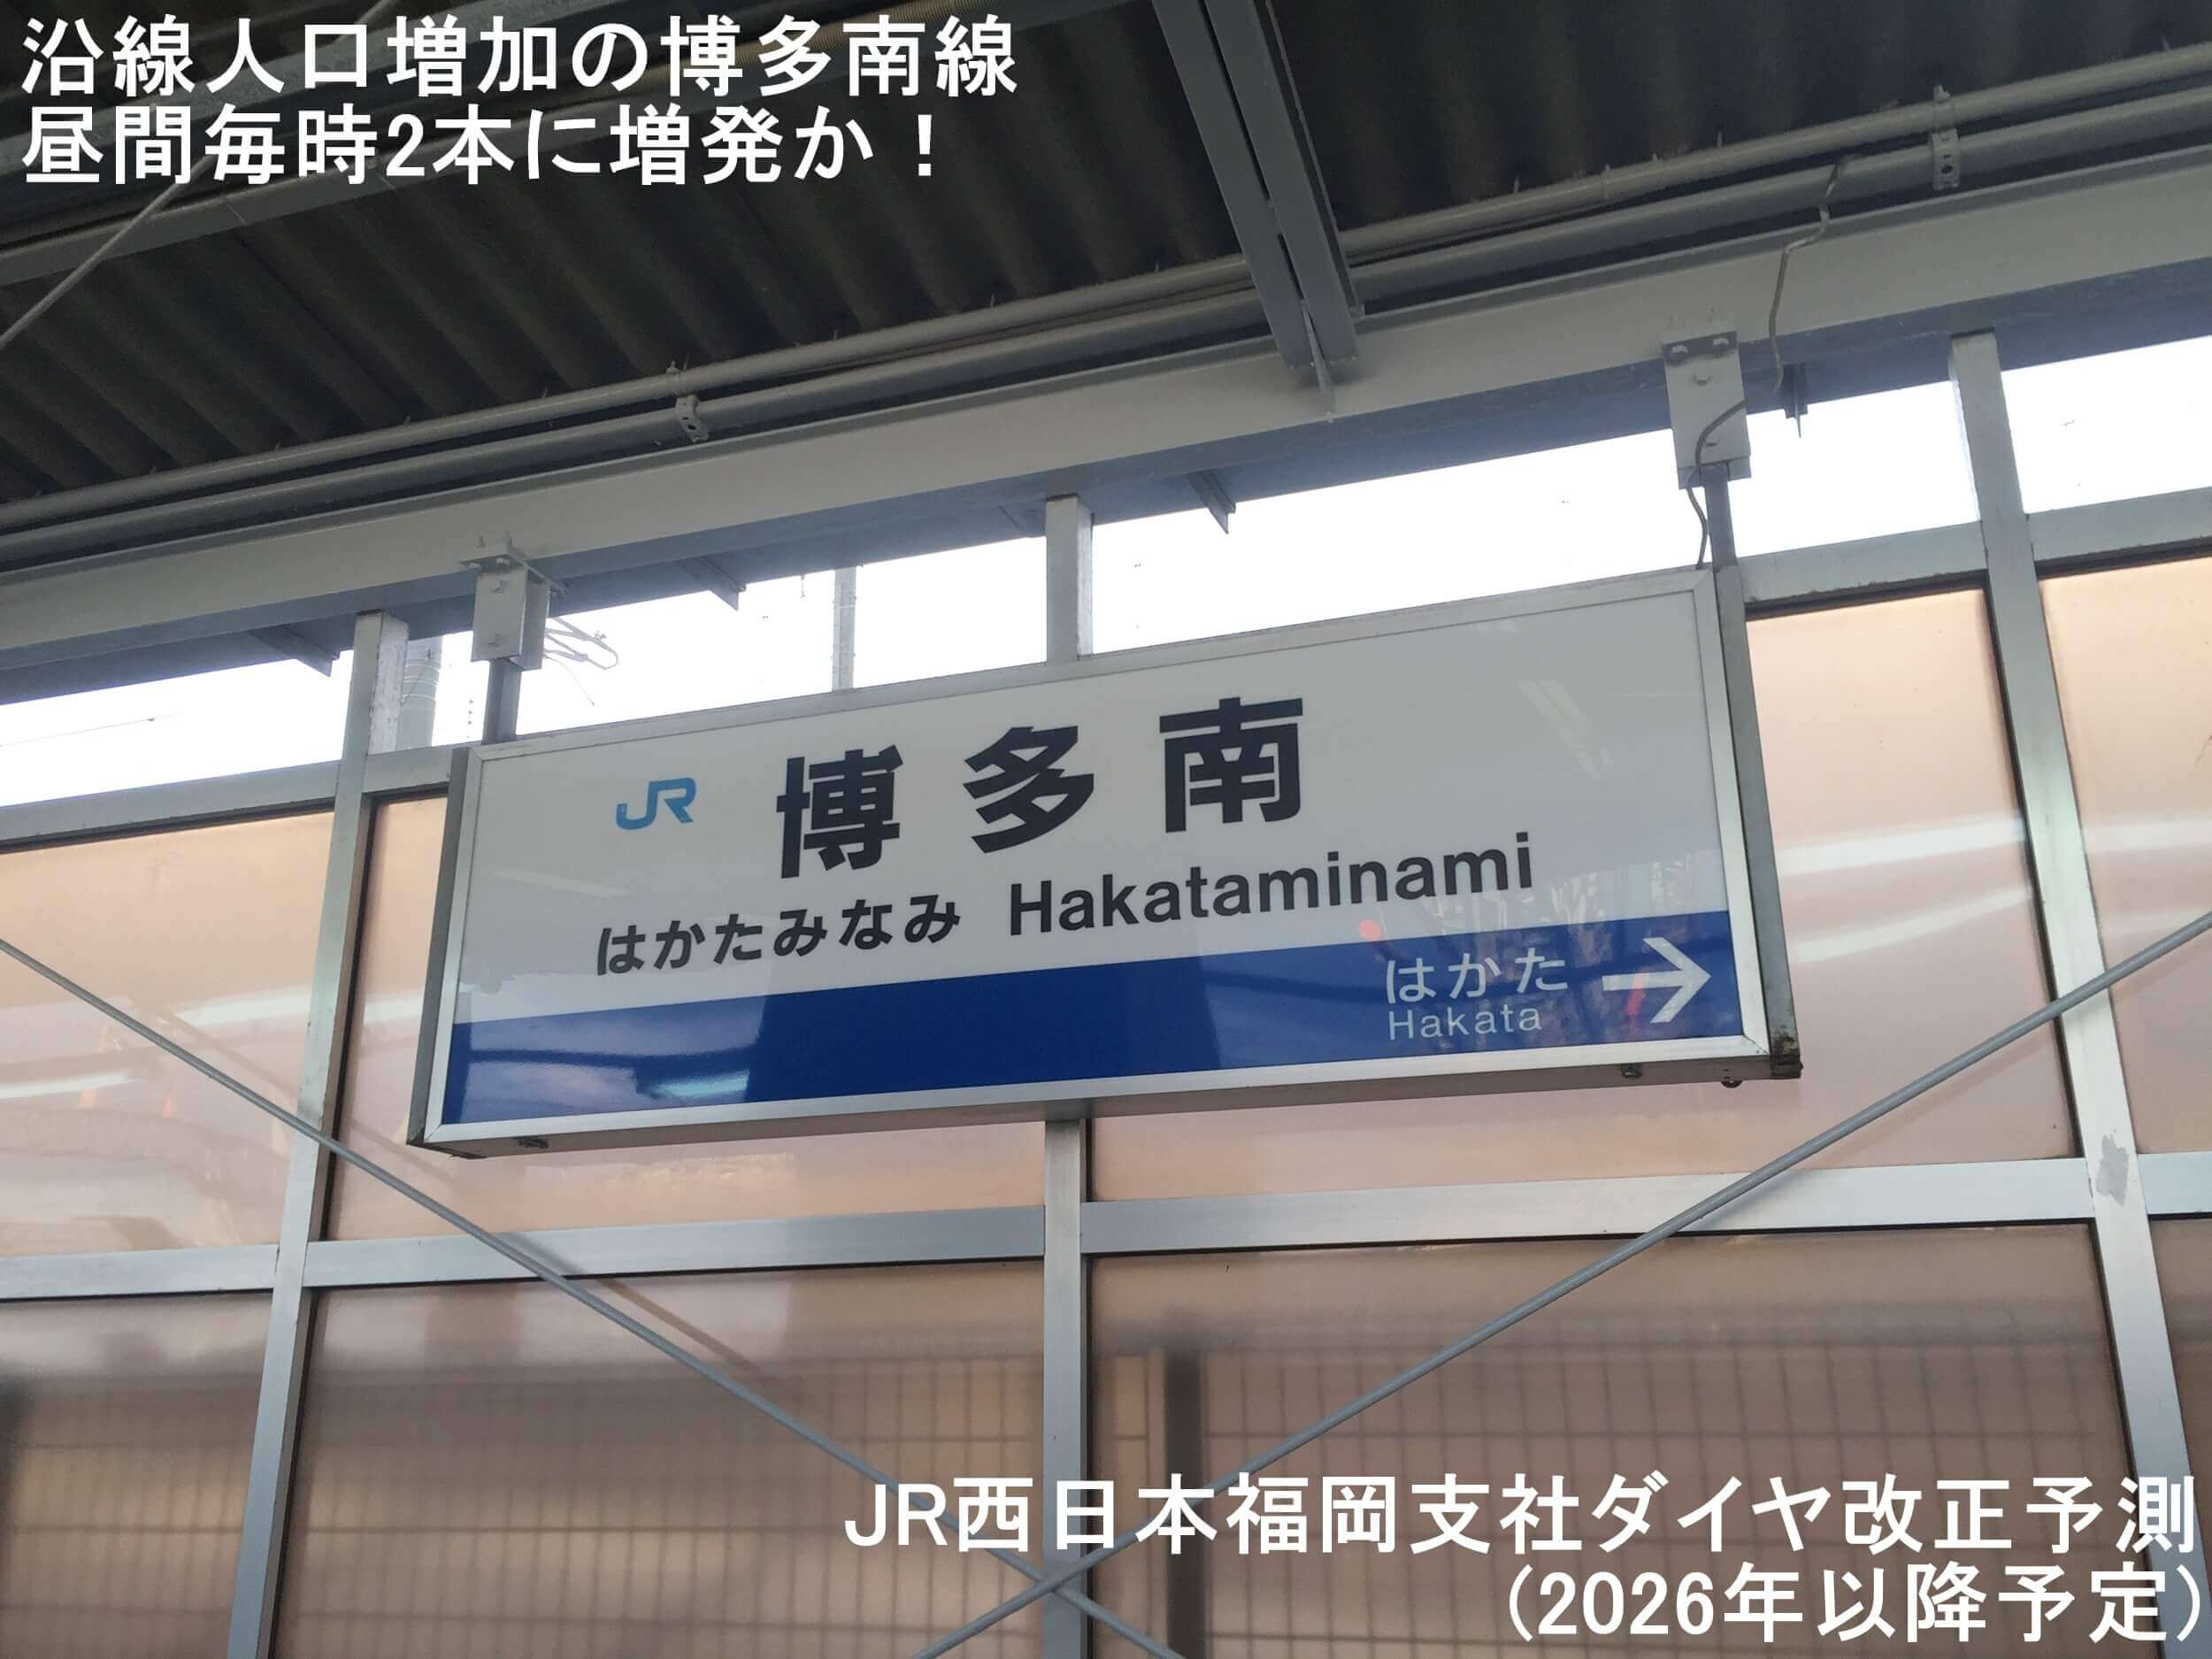 沿線人口増加の博多南線
昼間毎時2本に増発か！
JR 博多南
はかたみなみ Hakataminami
はかた →
Hakata
JR西日本福岡支社ダイヤ改正予測
(2026年以降予定)